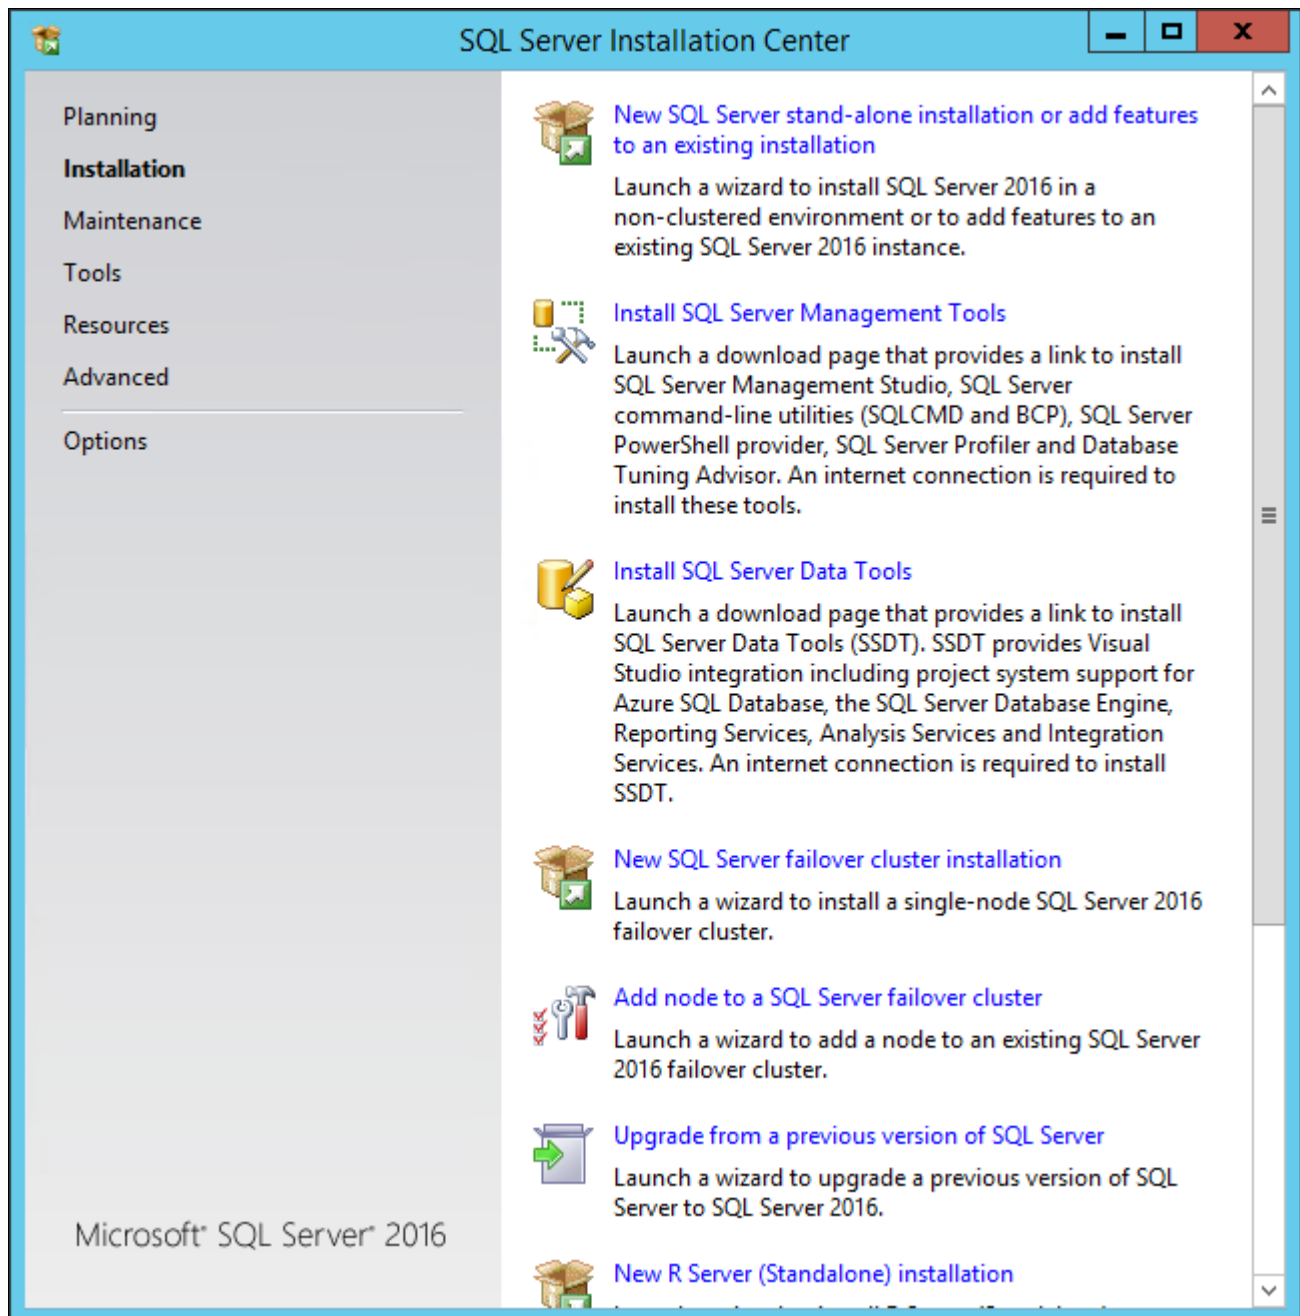 SQL Server Installation Center
Planning
Installation
Maintenance
Tools
Resources
Advanced
Options
Microsoft® SQL Server® 2016
New SQL Server stand-alone installation or add features
to an existing installation
Launch a wizard to install SQL Server 2016 in a
non-clustered environment or to add features to an
existing SQL Server 2016 instance.
Install SQL Server Management Tools
Launch a download page that provides a link to install
SQL Server Management Studio, SQL Server
command-line utilities (SQLCMD and BCP), SQL Server
PowerShell provider, SQL Server Profiler and Database
Tuning Advisor. An internet connection is required to
install these tools.
Install SQL Server Data Tools
Launch a download page that provides a link to install
SQL Server Data Tools (SSDT). SSDT provides Visual
Studio integration including project system support for
Azure SQL Database, the SQL Server Database Engine,
Reporting Services, Analysis Services and Integration
Services. An internet connection is required to install
SSDT.
New SQL Server failover cluster installation
Launch a wizard to install a single-node SQL Server 2016
failover cluster.
Add node to a SQL Server failover cluster
Launch a wizard to add a node to an existing SQL Server
2016 failover cluster.
Upgrade from a previous version of SQL Server
Launch a wizard to upgrade a previous version of SQL
Server to SQL Server 2016.
New R Server (Standalone) installation